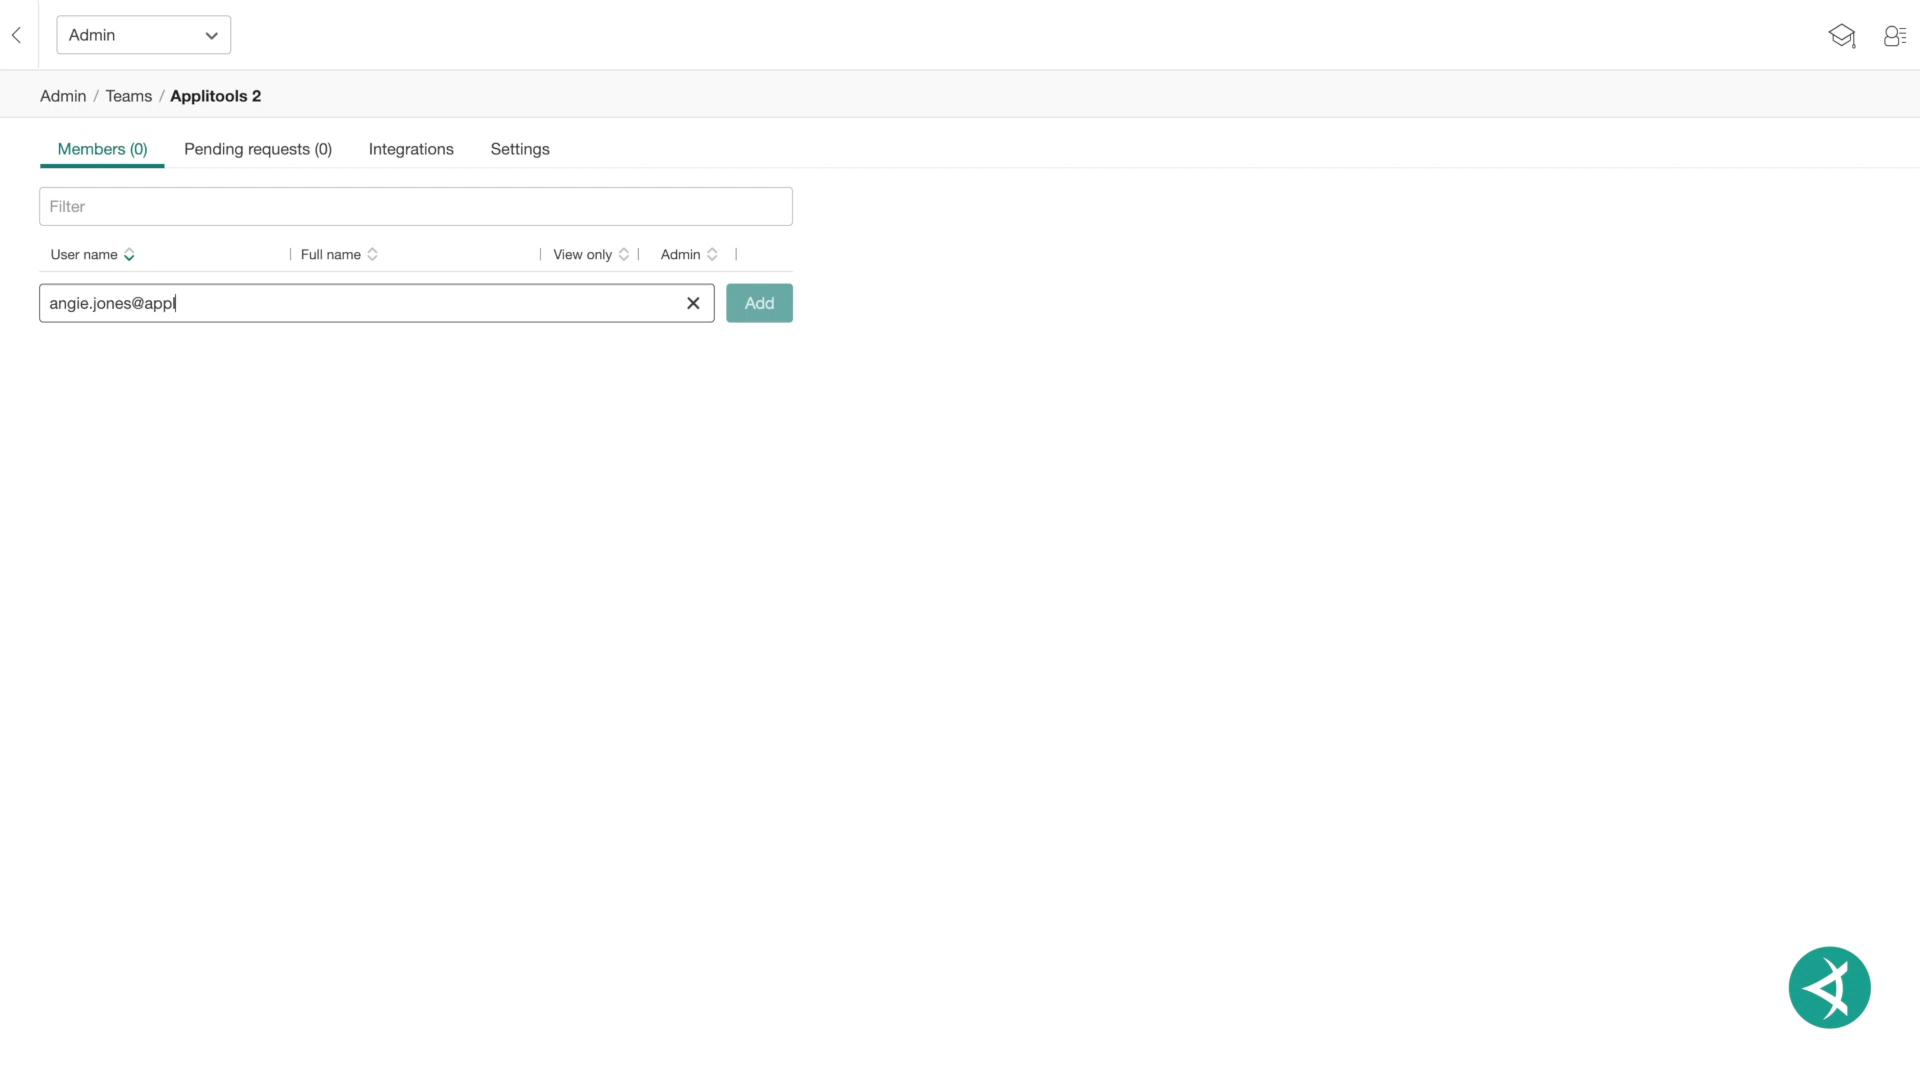 Admin
Admin / Teams / Applitools 2
Members (0) Pending requests (0) Integrations Settings
Filter
User name | Full name | View only | Admin |
angie.jones@appl Add